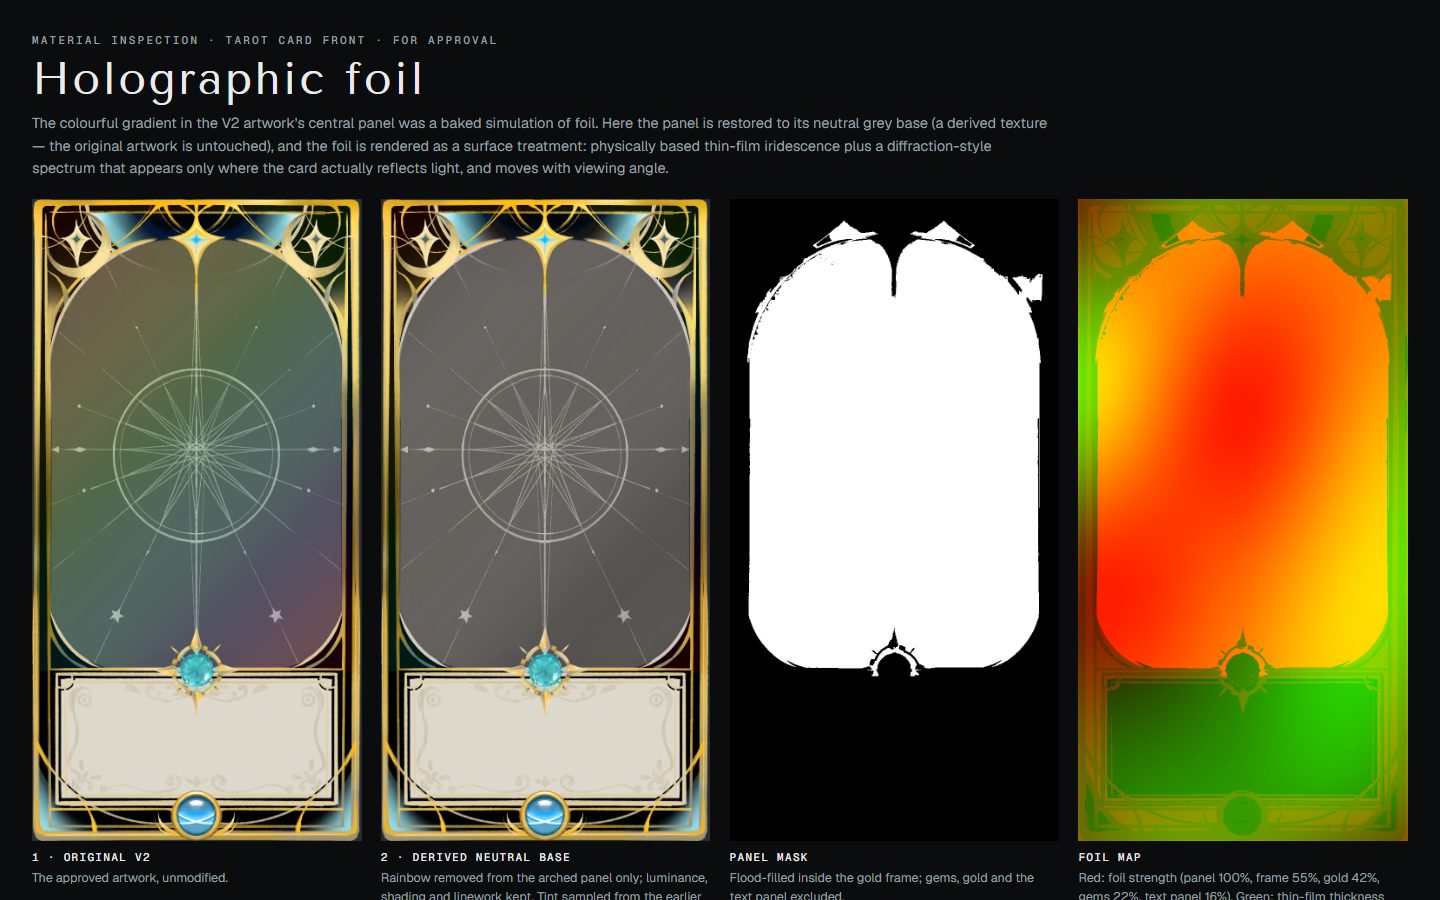 MATERIAL INSPECTION · TAROT CARD FRONT · FOR APPROVAL
Holographic foil
The colourful gradient in the V2 artwork's central panel was a baked simulation of foil. Here the panel is restored to its neutral grey base (a derived texture
— the original artwork is untouched), and the foil is rendered as a surface treatment: physically based thin-film iridescence plus a diffraction-style
spectrum that appears only where the card actually reflects light, and moves with viewing angle.
1 · ORIGINAL V2
The approved artwork, unmodified.
2 · DERIVED NEUTRAL BASE
Rainbow removed from the arched panel only; luminance,
shading and linework kept. Tint sampled from the earlier
PANEL MASK
Flood-filled inside the gold frame; gems, gold and the
text panel excluded.
FOIL MAP
Red: foil strength (panel 100%, frame 55%, gold 42%,
gems 22%, text panel 16%). Green: thin-film thickness